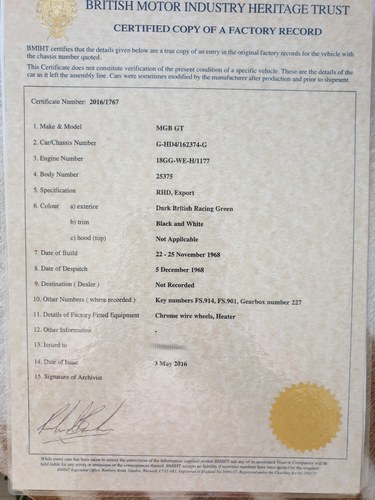 BRITISH MOTOR INDUSTRY HERITAGE TRUST
CERTIFIED COPY OF A FACTORY RECORD
BMIHT certifies that the details given below are a true copy of an entry in the original factory records for the vehicle with
the chassis number quoted.
This Certificate does not constitute verification of the present condition of a specific vehicle. These are the details of the
car as it left the assembly line. Cars were sometimes modified by the manufacturer after production and prior to shipment.
Certificate Number: 2016/1767
1. Make & Model MGB GT
2. Car/Chassis Number G-HD4/162374-G
3. Engine Number 18GG-WE-H/1177
4. Body Number 25375
5. Specification RHD, Export
6. Colour a) exterior Dark British Racing Green
b) trim Black and White
c) hood (top) Not Applicable
7. Date of Build 22 - 25 November 1968
8. Date of Despatch 5 December 1968
9. Destination ( Dealer ) Not Recorded
10. Other Numbers ( where recorded ) Key numbers FS.914, FS.901, Gearbox number 227
11. Details of Factory Fitted Equipment Chrome wire wheels, Heater
12. Other Information -
13. Issued to
14. Date of Issue 3 May 2016
15. Signature of Archivist